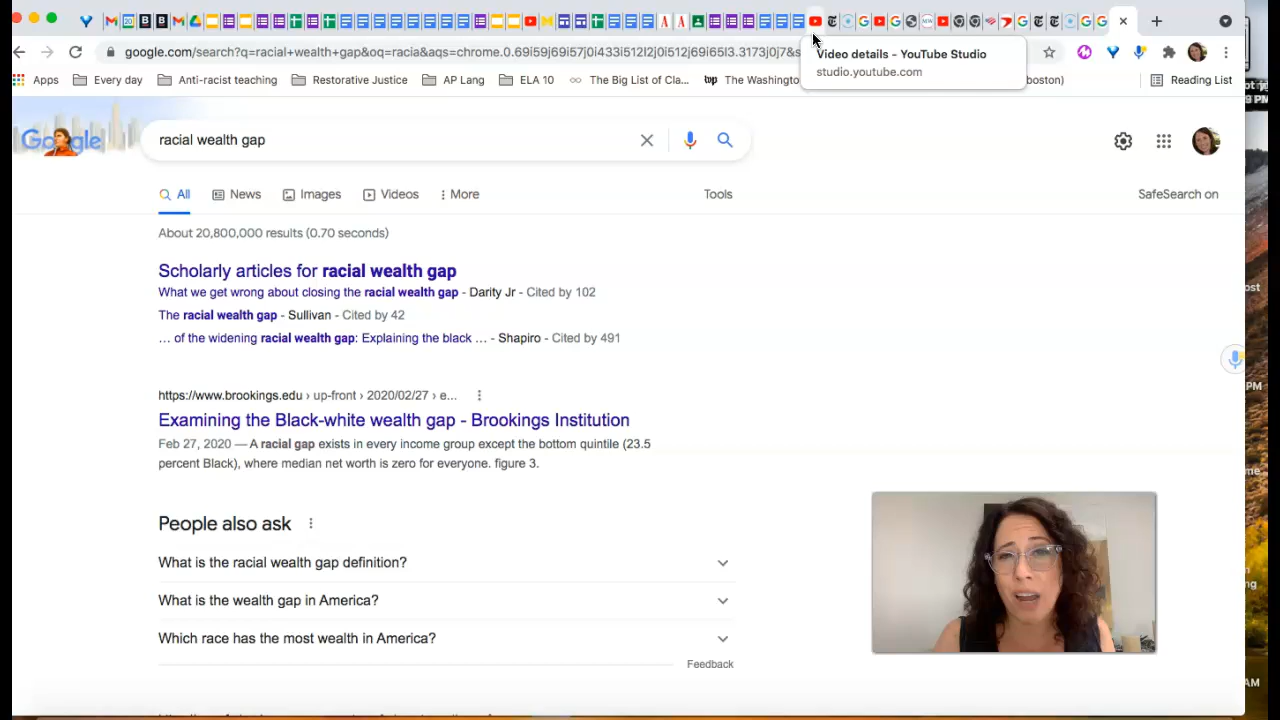 google.com/search?q=racial+wealth+gap&oq=racia&aqs=chrome.0.69i59j69i57j0i433i512l2j0i512j69i65l3.3173j0j7&s
Video details – YouTube Studio
studio.youtube.com
Apps
Every day
Anti-racist teaching
Restorative Justice
AP Lang
ELA 10
The Big List of Cla...
wp
The Washingto
boston)
Reading List
Google
racial wealth gap
All
News
Images
Videos
More
Tools
SafeSearch on
About 20,800,000 results (0.70 seconds)
Scholarly articles for racial wealth gap
What we get wrong about closing the racial wealth gap - Darity Jr - Cited by 102
The racial wealth gap - Sullivan - Cited by 42
… of the widening racial wealth gap: Explaining the black … - Shapiro - Cited by 491
https://www.brookings.edu › up-front › 2020/02/27 › e...
Examining the Black-white wealth gap - Brookings Institution
Feb 27, 2020 — A racial gap exists in every income group except the bottom quintile (23.5
percent Black), where median net worth is zero for everyone. figure 3.
People also ask
What is the racial wealth gap definition?
What is the wealth gap in America?
Which race has the most wealth in America?
Feedback